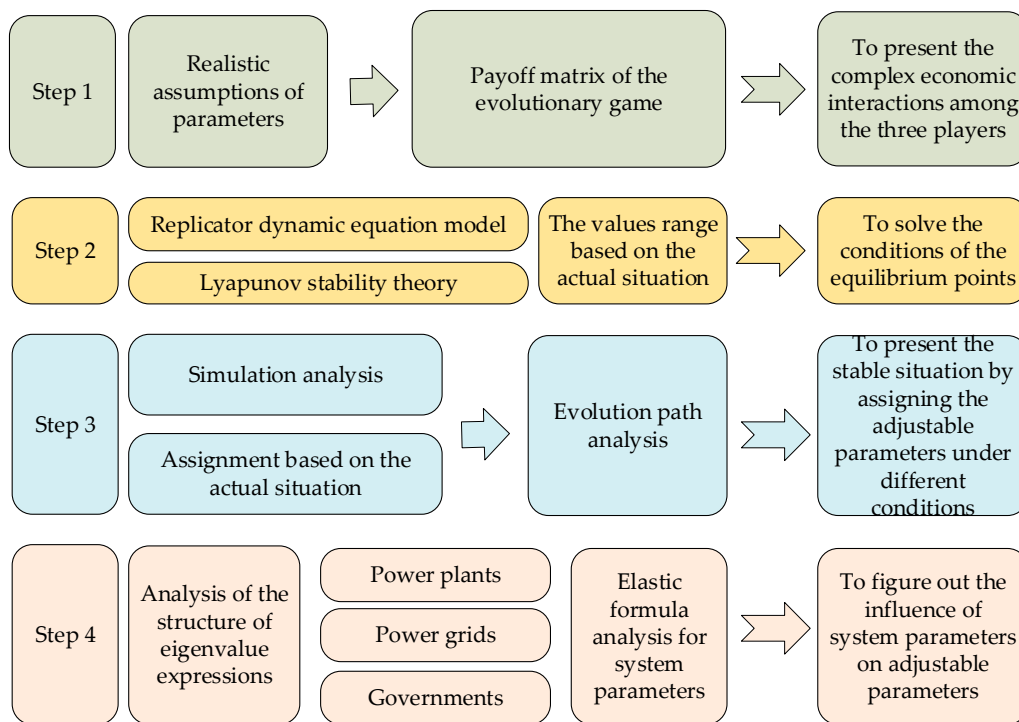 Step 1
Realistic
assumptions of
parameters
Payoff matrix of the
evolutionary game
To present the
complex economic
interactions among
the three players
Step 2
Replicator dynamic equation model
Lyapunov stability theory
The values range
based on the
actual situation
To solve the
conditions of the
equilibrium points
Step 3
Simulation analysis
Assignment based on the
actual situation
Evolution path
analysis
To present the
stable situation by
assigning the
adjustable
parameters under
different
conditions
Step 4
Analysis of the
structure of
eigenvalue
expressions
Power plants
Power grids
Governments
Elastic
formula
analysis for
system
parameters
To figure out the
influence of
system parameters
on adjustable
parameters